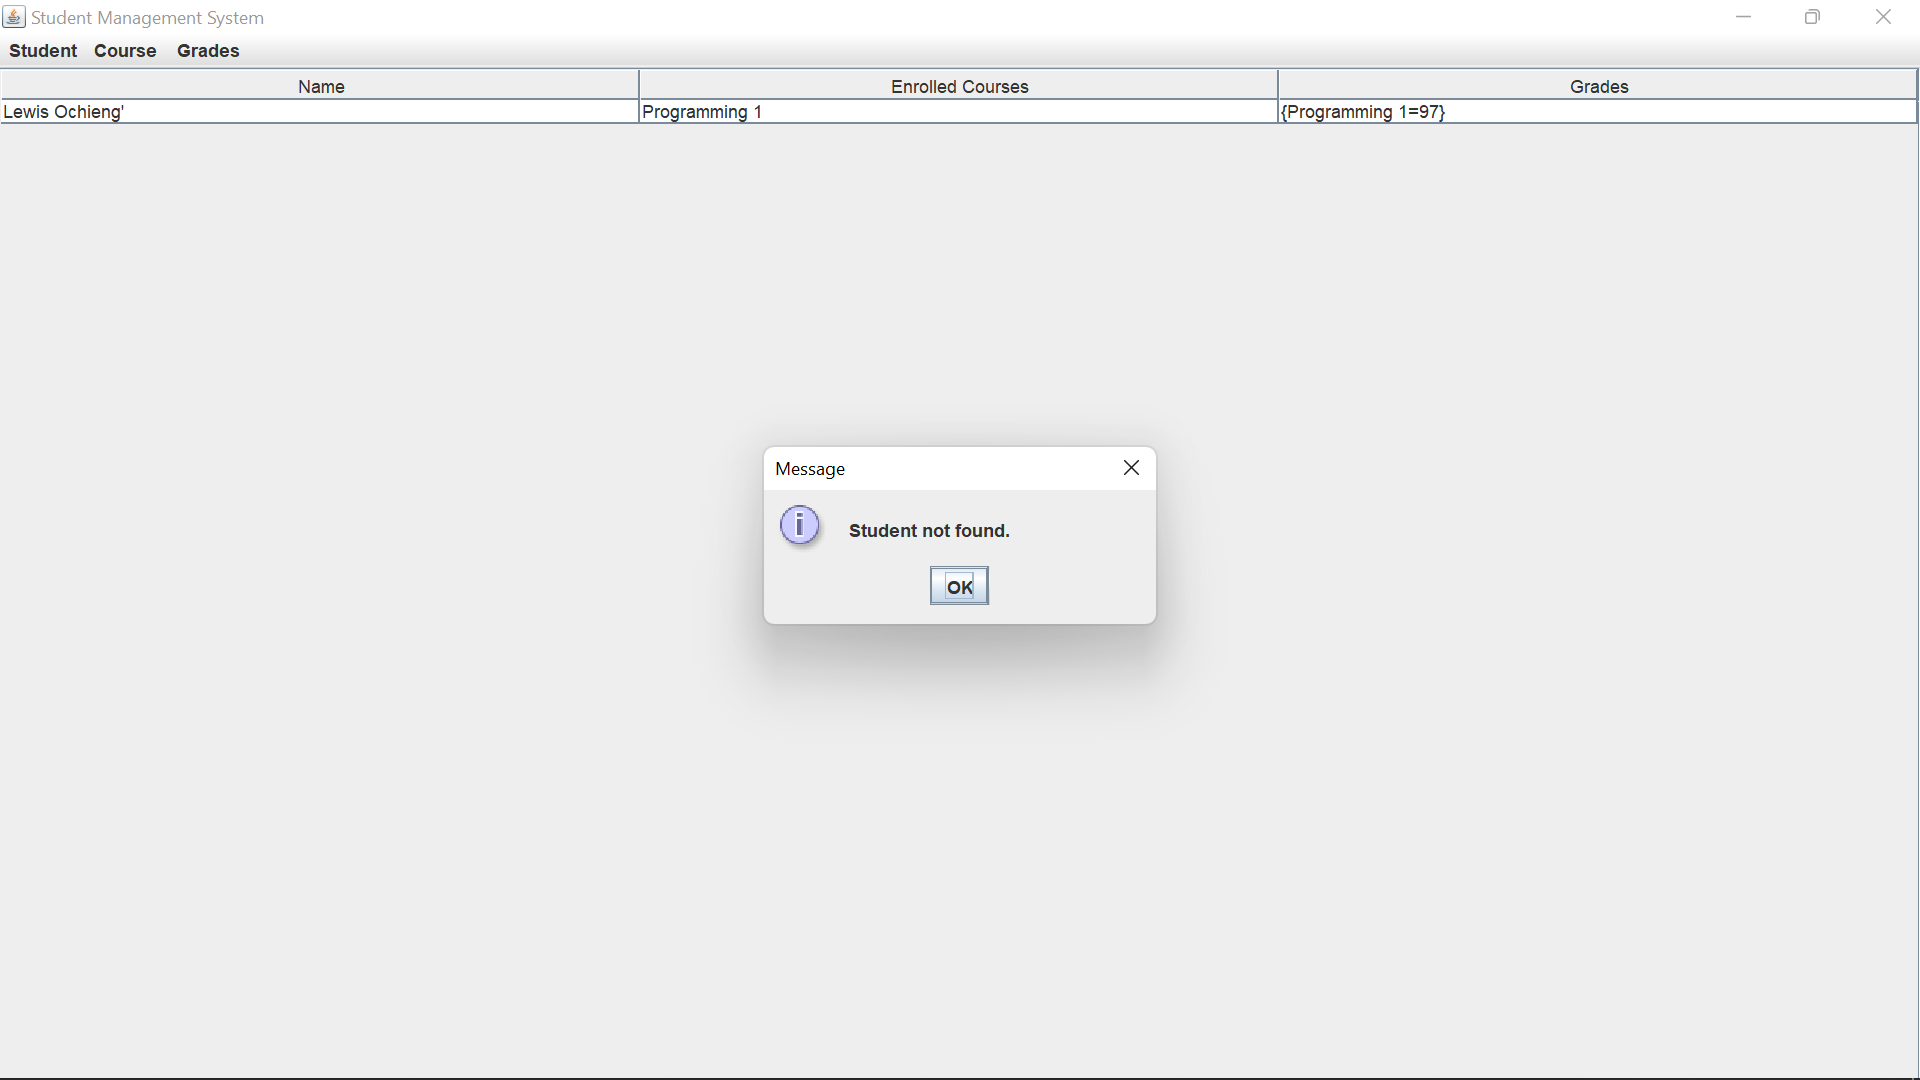 Student Management System
Student Course Grades
Name Enrolled Courses Grades
Lewis Ochieng' Programming 1 {Programming 1=97}
Message
Student not found.
OK